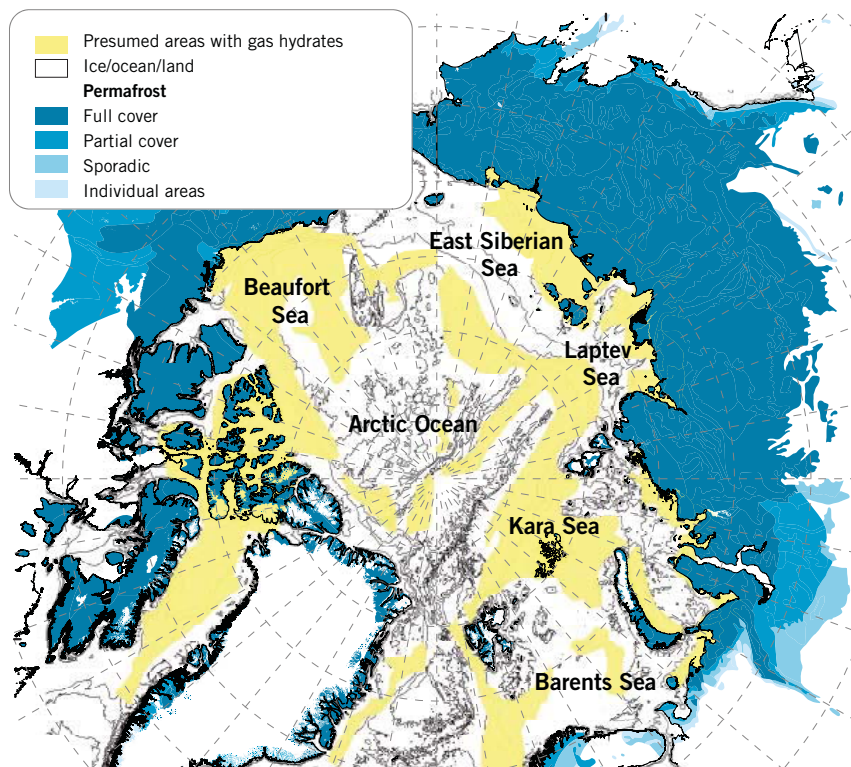 Presumed areas with gas hydrates
Ice/ocean/land
Permafrost
Full cover
Partial cover
Sporadic
Individual areas
East Siberian
Sea
Beaufort
Sea
Laptev
Sea
Arctic Ocean
Kara Sea
Barents Sea